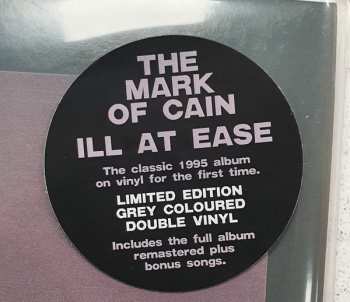 THE
MARK
OF CAIN
ILL AT EASE
The classic 1995 album
on vinyl for the first time.
LIMITED EDITION
GREY COLOURED
DOUBLE VINYL
Includes the full album
remastered plus
bonus songs.